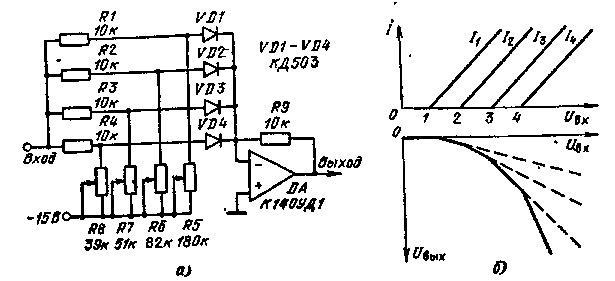 R1
10к
R2
10к
R3
10к
R4
10к
Вход
-15В
R8
39к
R7
51к
R6
82к
R5
180к
VD1
VD2
VD3
VD4
VD1 – VD4
КД503
R9
10к
-
+
DA
К140УД1
Выход
а)
i
I1
I2
I3
I4
0
1
2
3
4
Uвх
0
Uвх
Uвых
б)